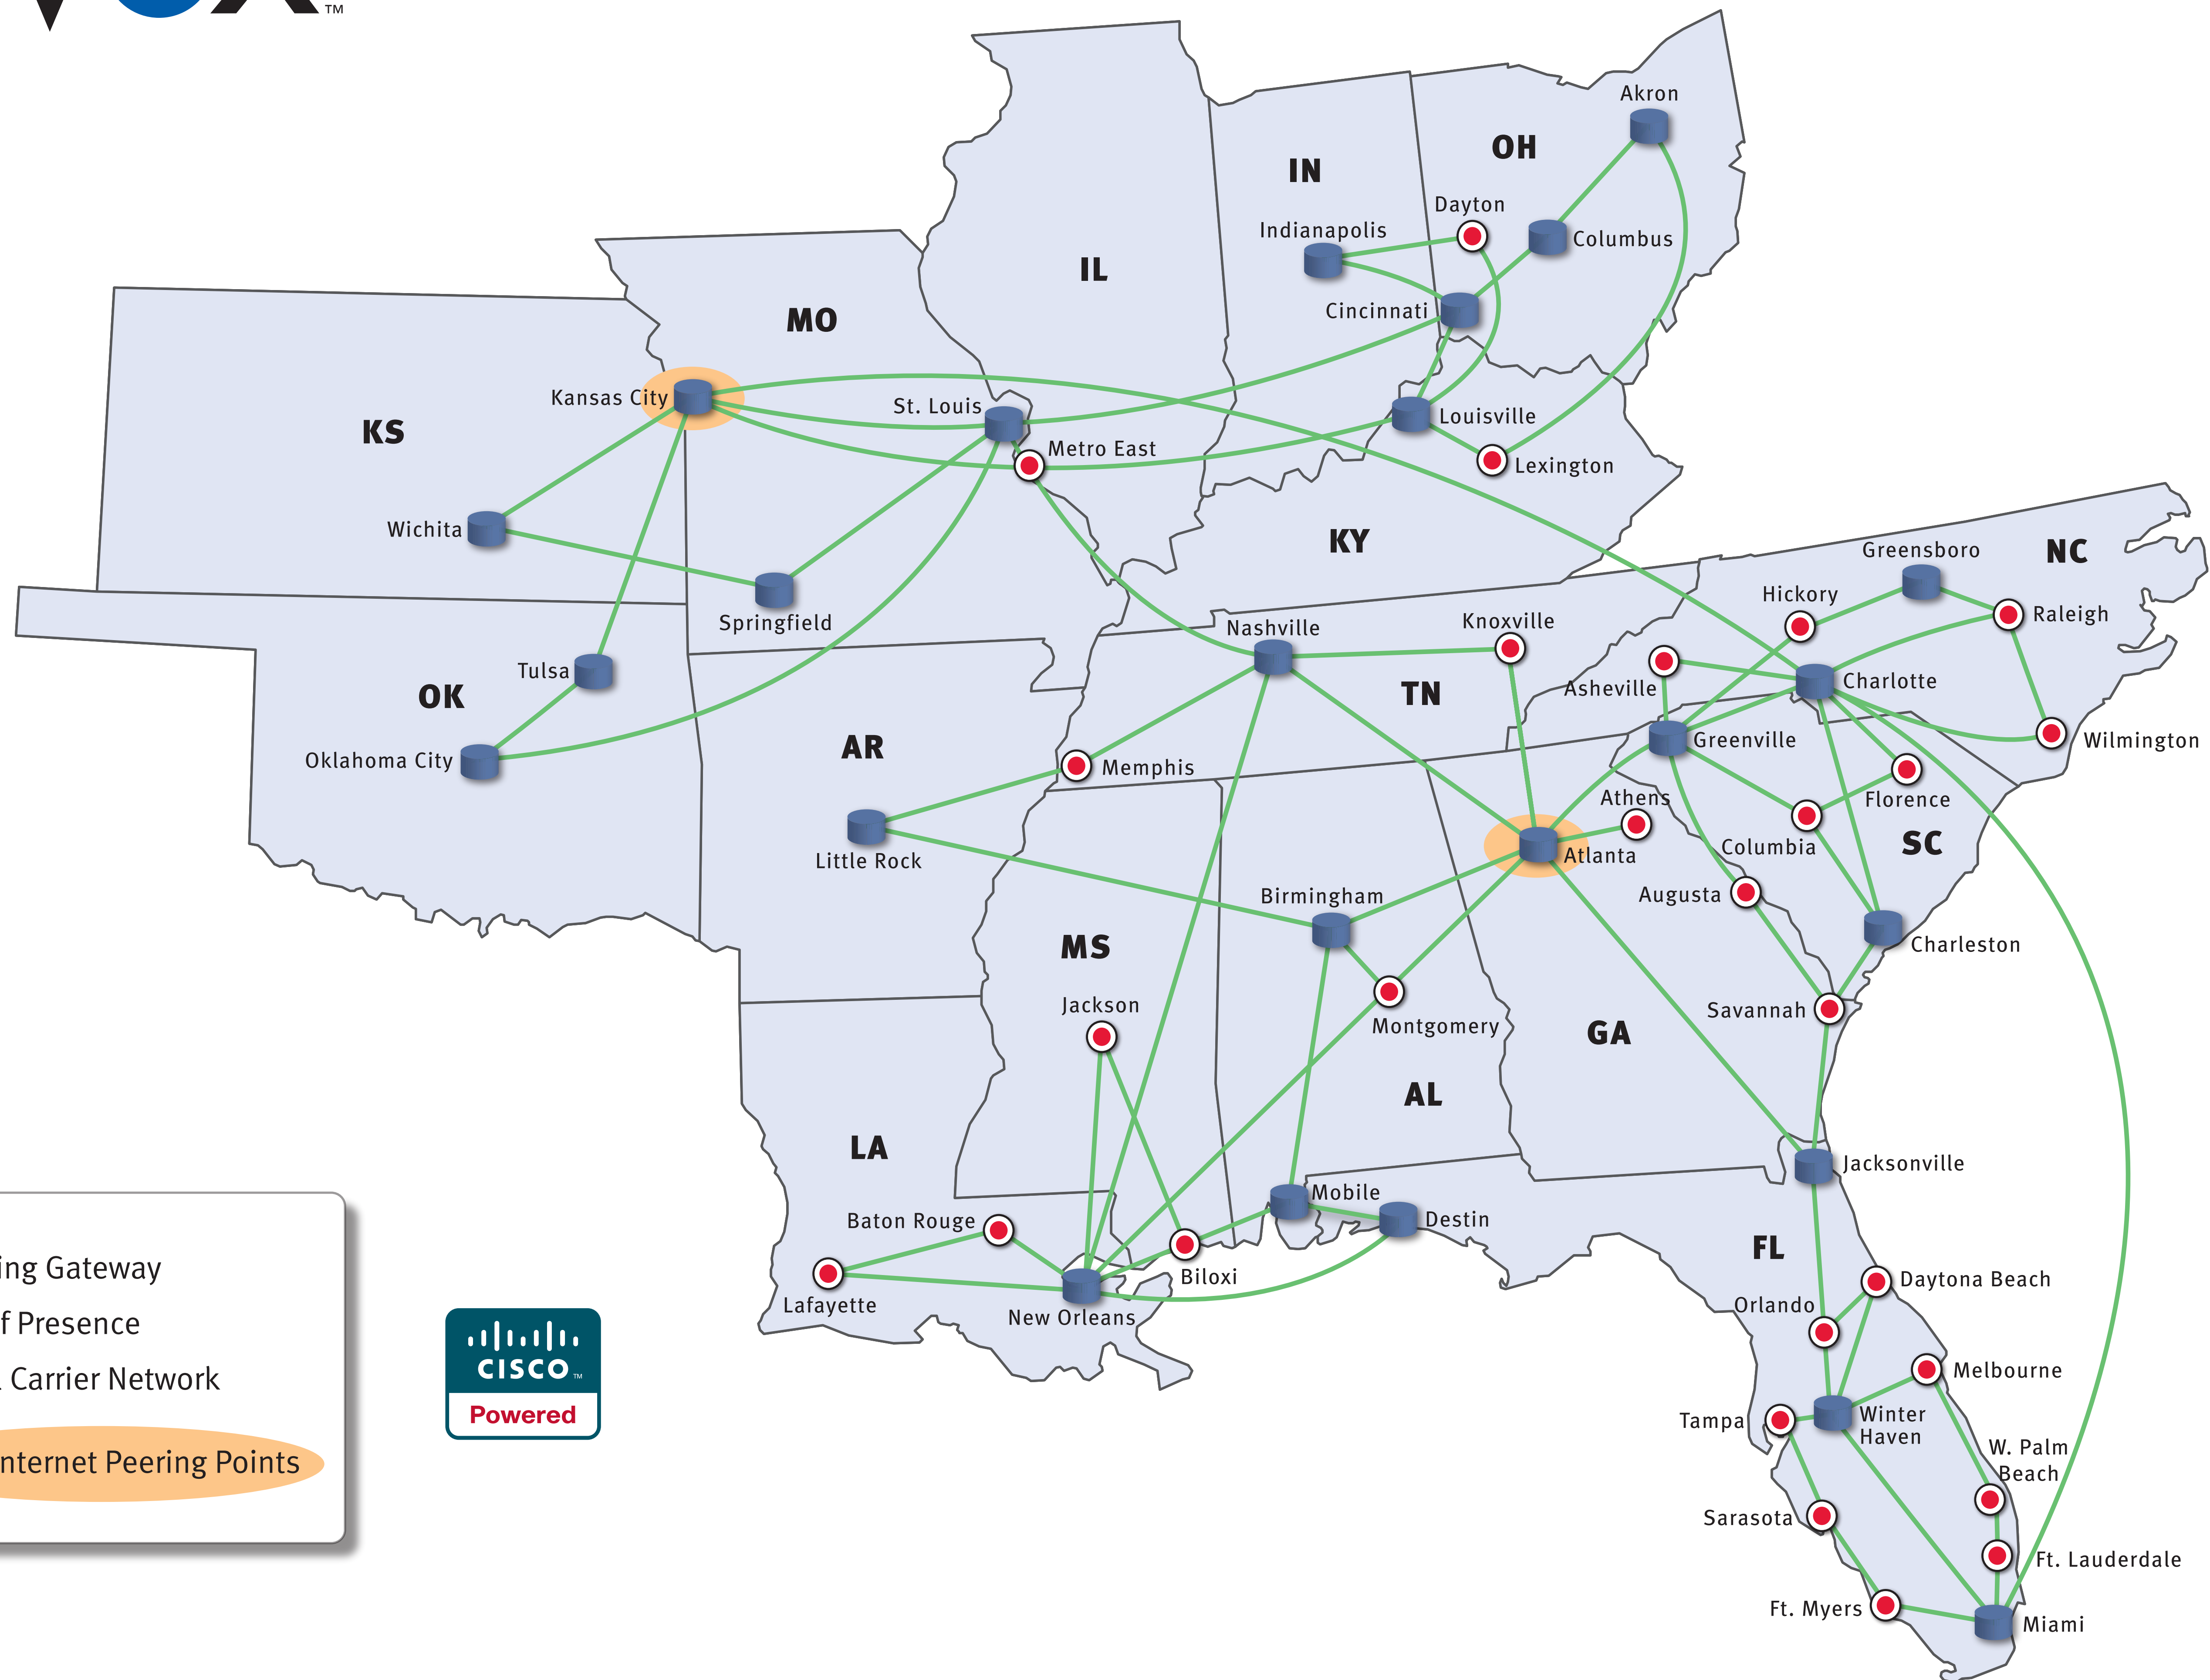 ™
Akron
OH
IN
Dayton
Indianapolis
Columbus
IL
Cincinnati
MO
Kansas City
St. Louis
Louisville
KS
Metro East
Lexington
Wichita
KY
Greensboro
NC
Hickory
Springfield
Nashville
Knoxville
Raleigh
Tulsa
OK
TN
Asheville
Charlotte
Greenville
Wilmington
AR
Oklahoma City
Memphis
Athens
Florence
Little Rock
Atlanta
Columbia
SC
Birmingham
Augusta
MS
Charleston
Jackson
Savannah
Montgomery
GA
AL
LA
Jacksonville
Mobile
Baton Rouge
Destin
FL
Biloxi
Daytona Beach
Lafayette
Orlando
New Orleans
Melbourne
Tampa
Winter
Haven
W. Palm
Beach
Sarasota
Ft. Lauderdale
Ft. Myers
Miami
ing Gateway
f Presence
Carrier Network
nternet Peering Points
CISCO™
Powered